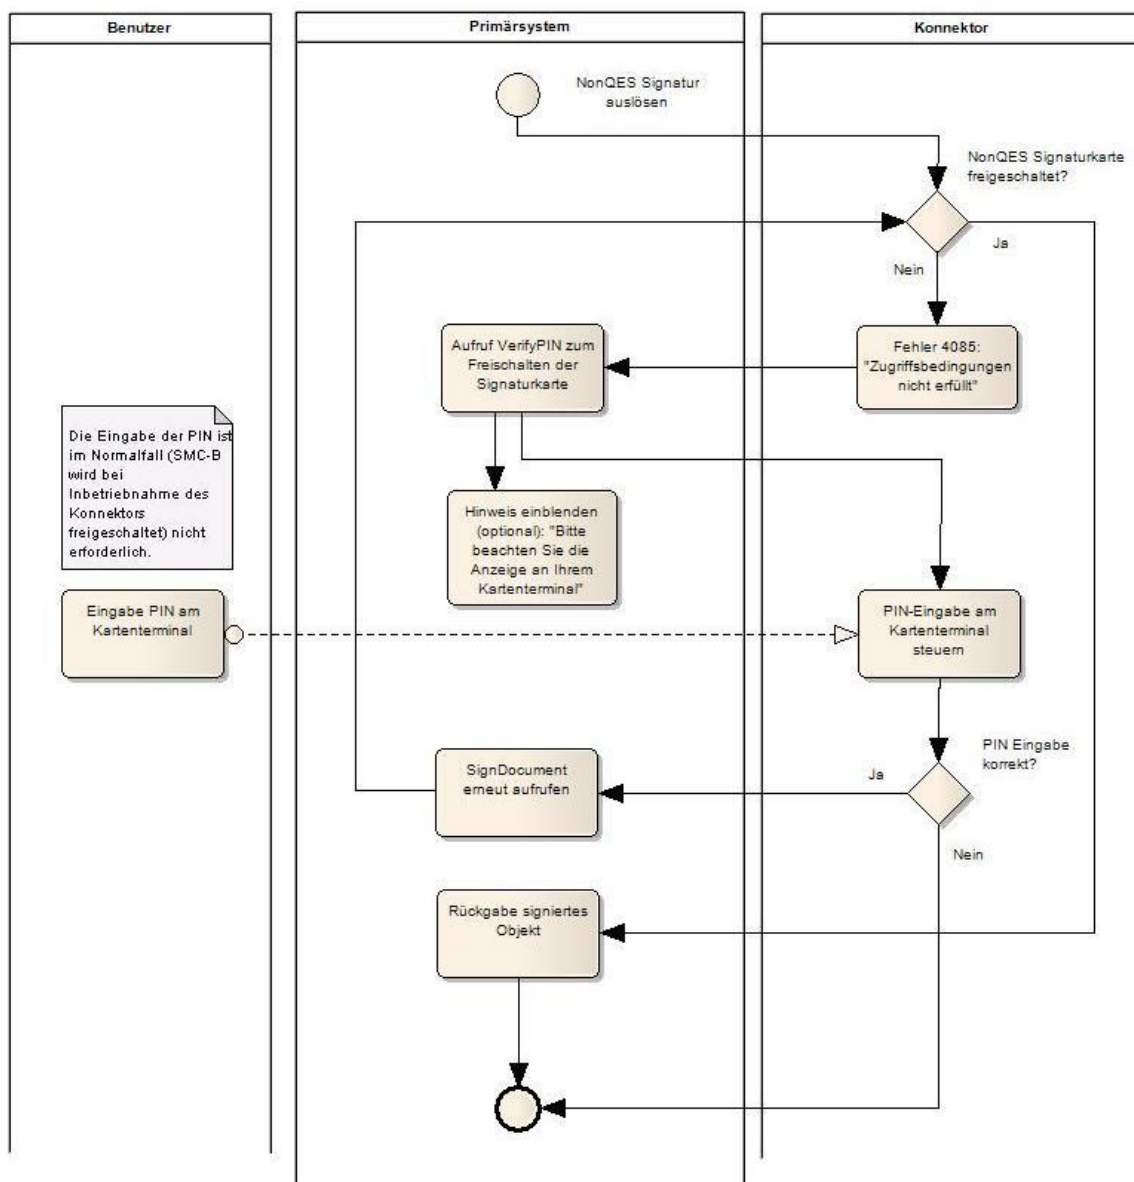 Benutzer
Primärsystem
Konnektor
NonQES Signatur
auslösen
NonQES Signaturkarte
freigeschaltet?
Ja
Nein
Aufruf VerifyPIN zum
Freischalten der
Signaturkarte
Fehler 4085:
"Zugriffsbedingungen
nicht erfüllt"
Die Eingabe der PIN ist
im Normalfall (SMC-B
wird bei
Inbetriebnahme des
Konnektors
freigeschaltet) nicht
erforderlich.
Hinweis einblenden
(optional): "Bitte
beachten Sie die
Anzeige an Ihrem
Kartenterminal"
Eingabe PIN am
Kartenterminal
PIN-Eingabe am
Kartenterminal
steuern
PIN Eingabe
korrekt?
Ja
SignDocument
erneut aufrufen
Nein
Rückgabe signiertes
Objekt